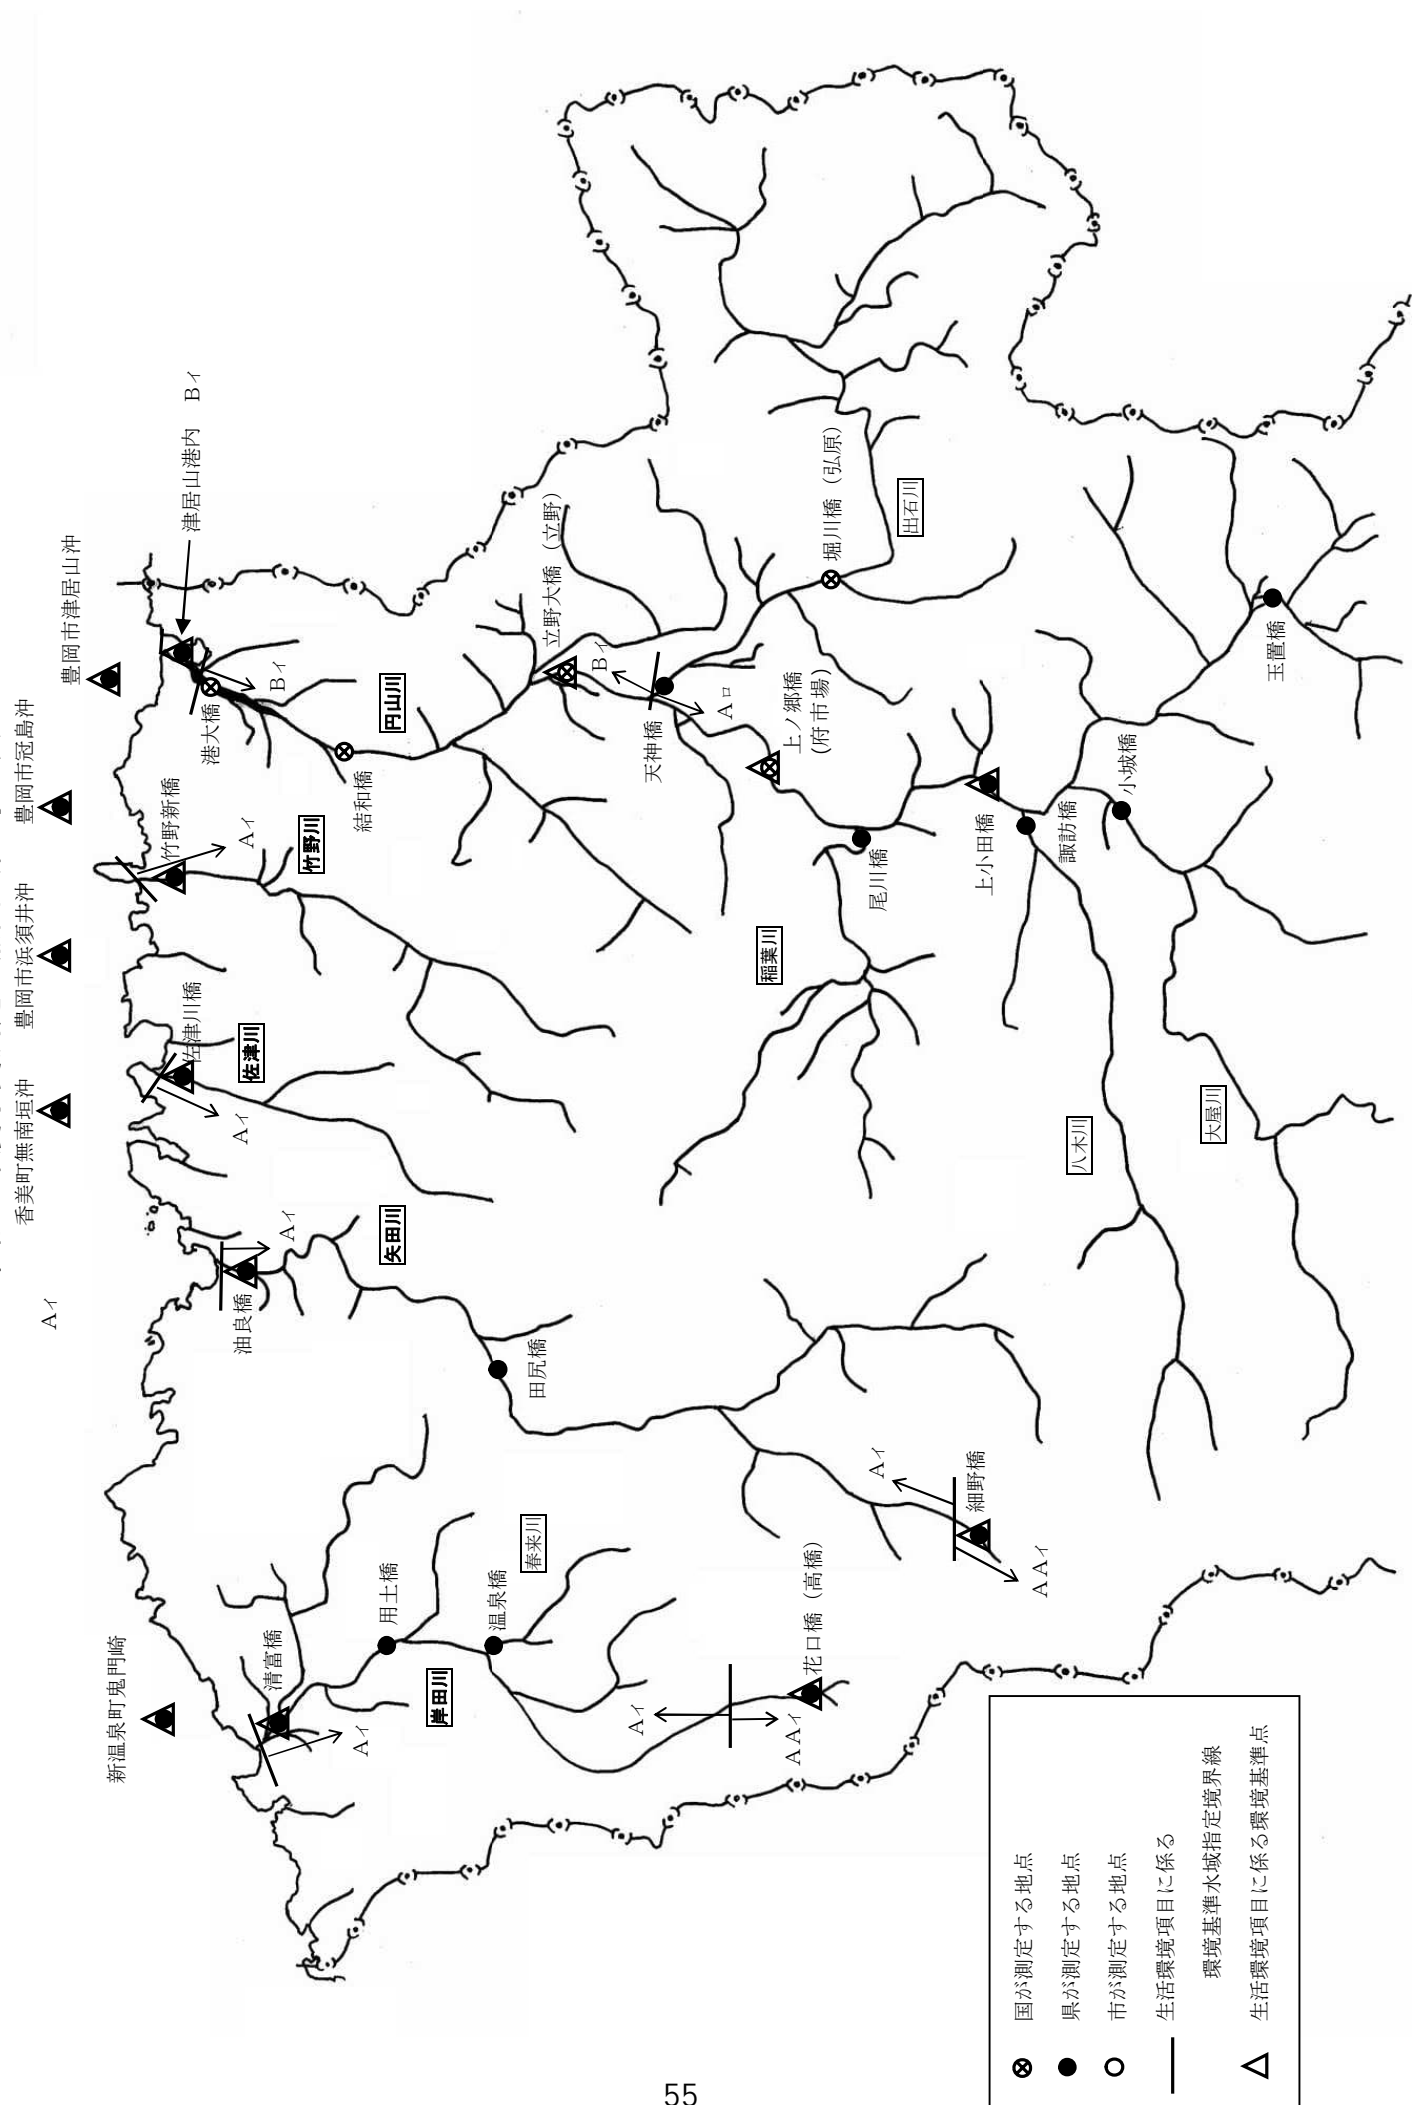 豊岡市津居山沖
豊岡市冠島沖
豊岡市浜須井沖
香美町無南垣沖
Aイ
新温泉町鬼門崎
津居山港内 Bイ
Bイ
港大橋
結和橋
円山川
立野大橋(立野)
Bイ
天神橋
Aロ
上ノ郷橋
(府市場)
堀川橋(弘原)
出石川
尾川橋
稲葉川
上小田橋
諏訪橋
小城橋
玉置橋
八木川
大屋川
竹野新橋
Aイ
竹野川
佐津川橋
Aイ
佐津川
油良橋
Aイ
矢田川
田尻橋
Aイ
細野橋
AAイ
清富橋
Aイ
用土橋
温泉橋
春来川
岸田川
Aイ
AAイ
花口橋(高橋)
国が測定する地点
県が測定する地点
市が測定する地点
生活環境項目に係る
環境基準水域指定境界線
生活環境項目に係る環境基準点
55